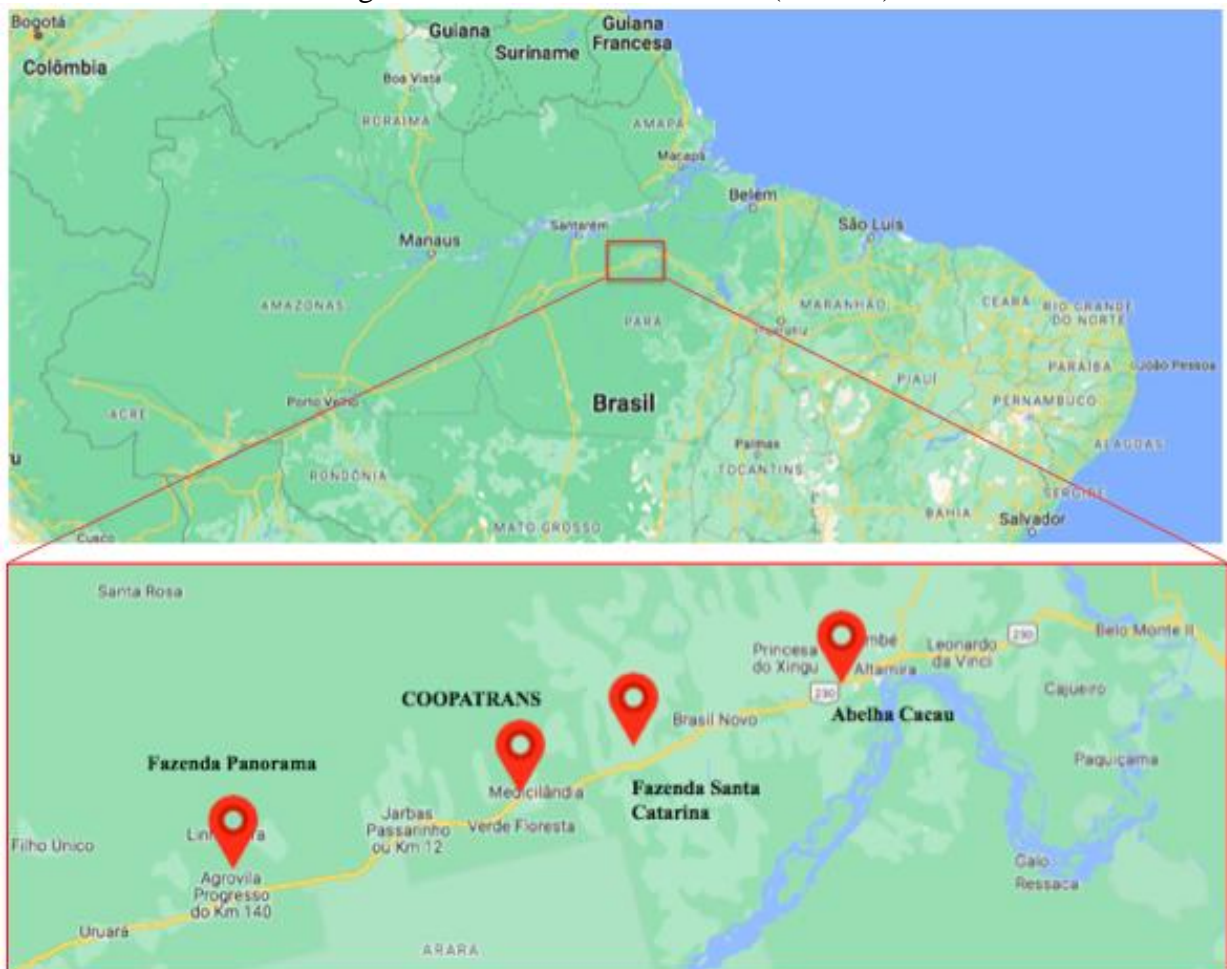 Bogotá
Colômbia
Guiana
Suriname
Guiana
Francesa
Boa Vista
RORAIMA
AMAPÁ
Macapá
Belém
São Luís
Santarém
Manaus
AMAZONAS
PARÁ
MARANHÃO
CEARÁ
RIO GRANDE
DO NORTE
PARAÍBA
João Pessoa
PIAUÍ
PERNAMBUCO
Brasil
Porto Velho
ACRE
ALAGOAS
Palmas
TOCANTINS
RONDÔNIA
SERGIPE
BAHIA
Salvador
MATO GROSSO
Cusco
Santa Rosa
Princesa
do Xingu
Altamira
Leonardo
da Vinci
230
Belo Monte II
COOPATRANS
230
Cajueiro
Brasil Novo
Abelha Cacau
Fazenda Panorama
Medicilândia
Fazenda Santa
Catarina
Paquiçama
Jarbas
Passarinho
ou Km 12
Verde Floresta
Filho Único
Agrovila
Progresso
do Km 140
Galo
Ressaca
Uruará
ARARA